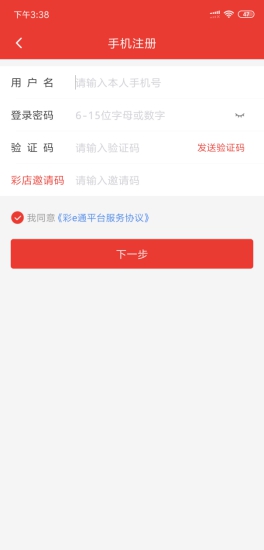 下午3:38
47
手机注册
用户名 请输入本人手机号
登录密码 6-15位字母或数字
验证码 请输入验证码 发送验证码
彩店邀请码 请输入邀请码
我同意《彩e通平台服务协议》
下一步